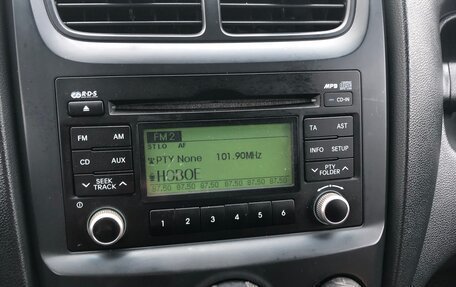 R·D·S
MP3
CD-IN
FM AM
CD AUX
SEEK
TRACK
FM2
ST LO AF
PTY None 101.90MHz
87.50 87.50 87.50 87.50 87.50 87.50
1 2 3 4 5 6
TA AST
INFO SETUP
PTY
FOLDER